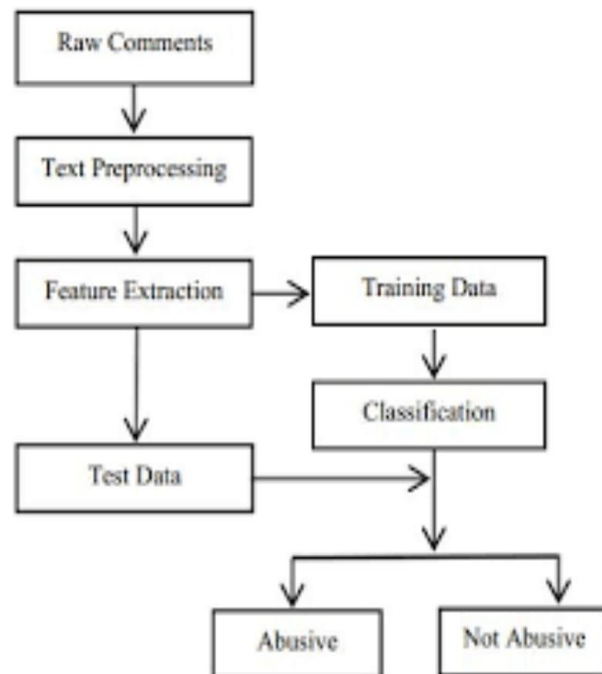 Raw Comments
Text Preprocessing
Feature Extraction
Training Data
Classification
Test Data
Abusive
Not Abusive